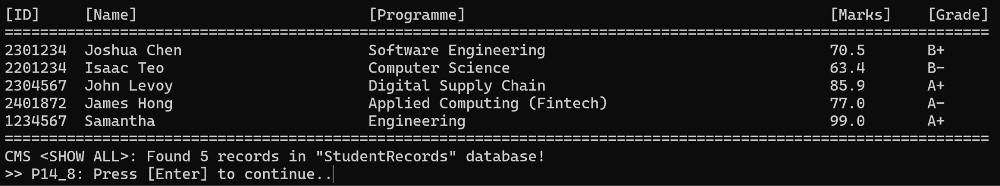 [ID] [Name] [Programme] [Marks] [Grade]
================================================================================================================
2301234 Joshua Chen Software Engineering 70.5 B+
2201234 Isaac Teo Computer Science 63.4 B-
2304567 John Levoy Digital Supply Chain 85.9 A+
2401872 James Hong Applied Computing (Fintech) 77.0 A-
1234567 Samantha Engineering 99.0 A+
================================================================================================================
CMS <SHOW ALL>: Found 5 records in "StudentRecords" database!
>> P14_8: Press [Enter] to continue..